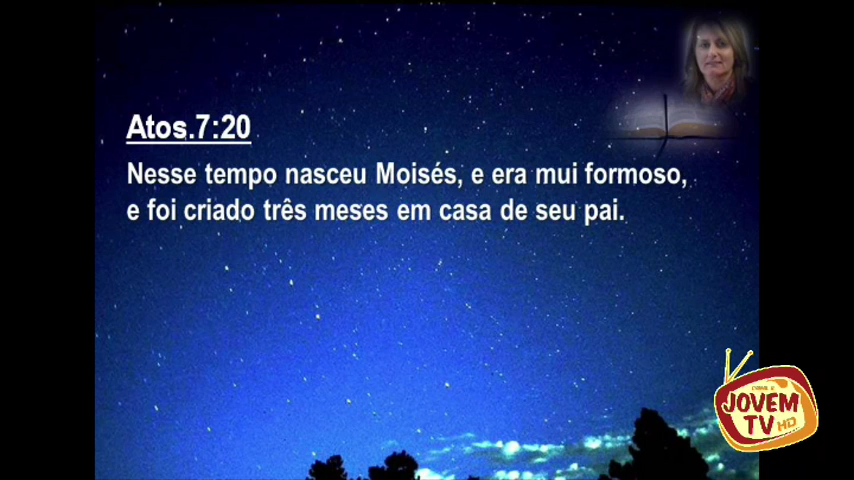 Atos.7:20
Nesse tempo nasceu Moisés, e era mui formoso,
e foi criado três meses em casa de seu pai.
JOVEM
TV HD